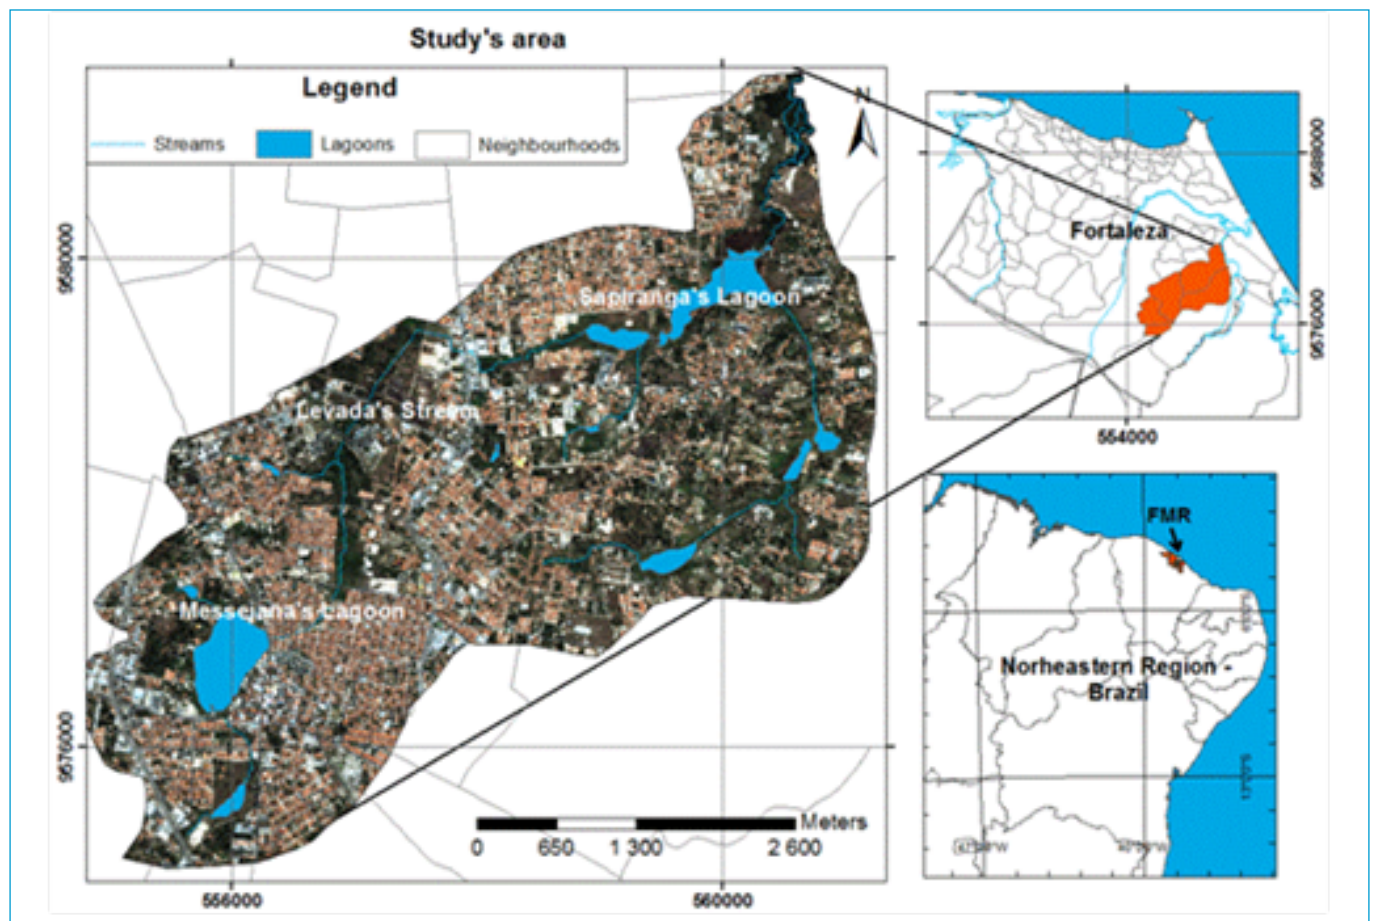 Study's area
Legend
Streams
Lagoons
Neighbourhoods
N
9580000
9576000
556000
560000
Sapiranga's Lagoon
Levada's Stream
Messejana's Lagoon
Meters
0 650 1 300 2 600
Fortaleza
9588000
9576000
554000
FMR
Norheastern Region -
Brazil